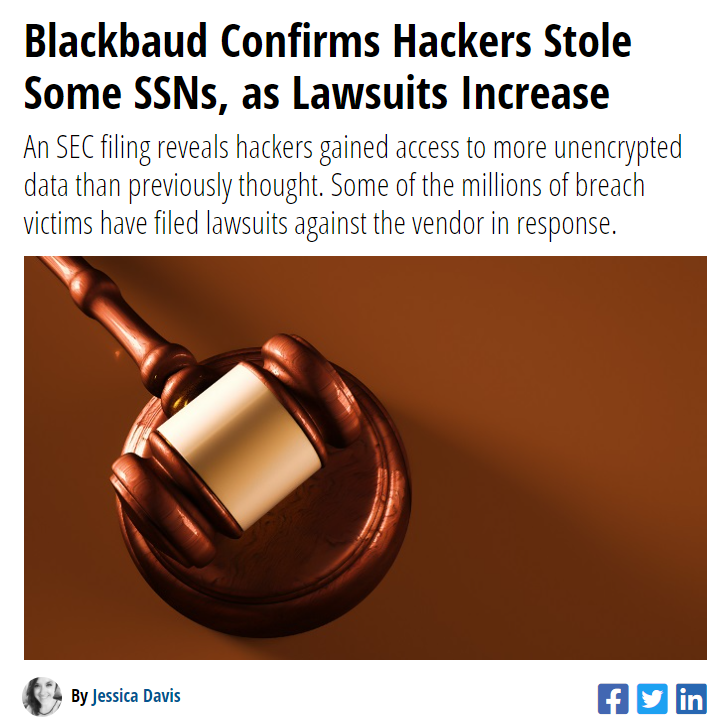 Blackbaud Confirms Hackers Stole
Some SSNs, as Lawsuits Increase
An SEC filing reveals hackers gained access to more unencrypted
data than previously thought. Some of the millions of breach
victims have filed lawsuits against the vendor in response.
By Jessica Davis